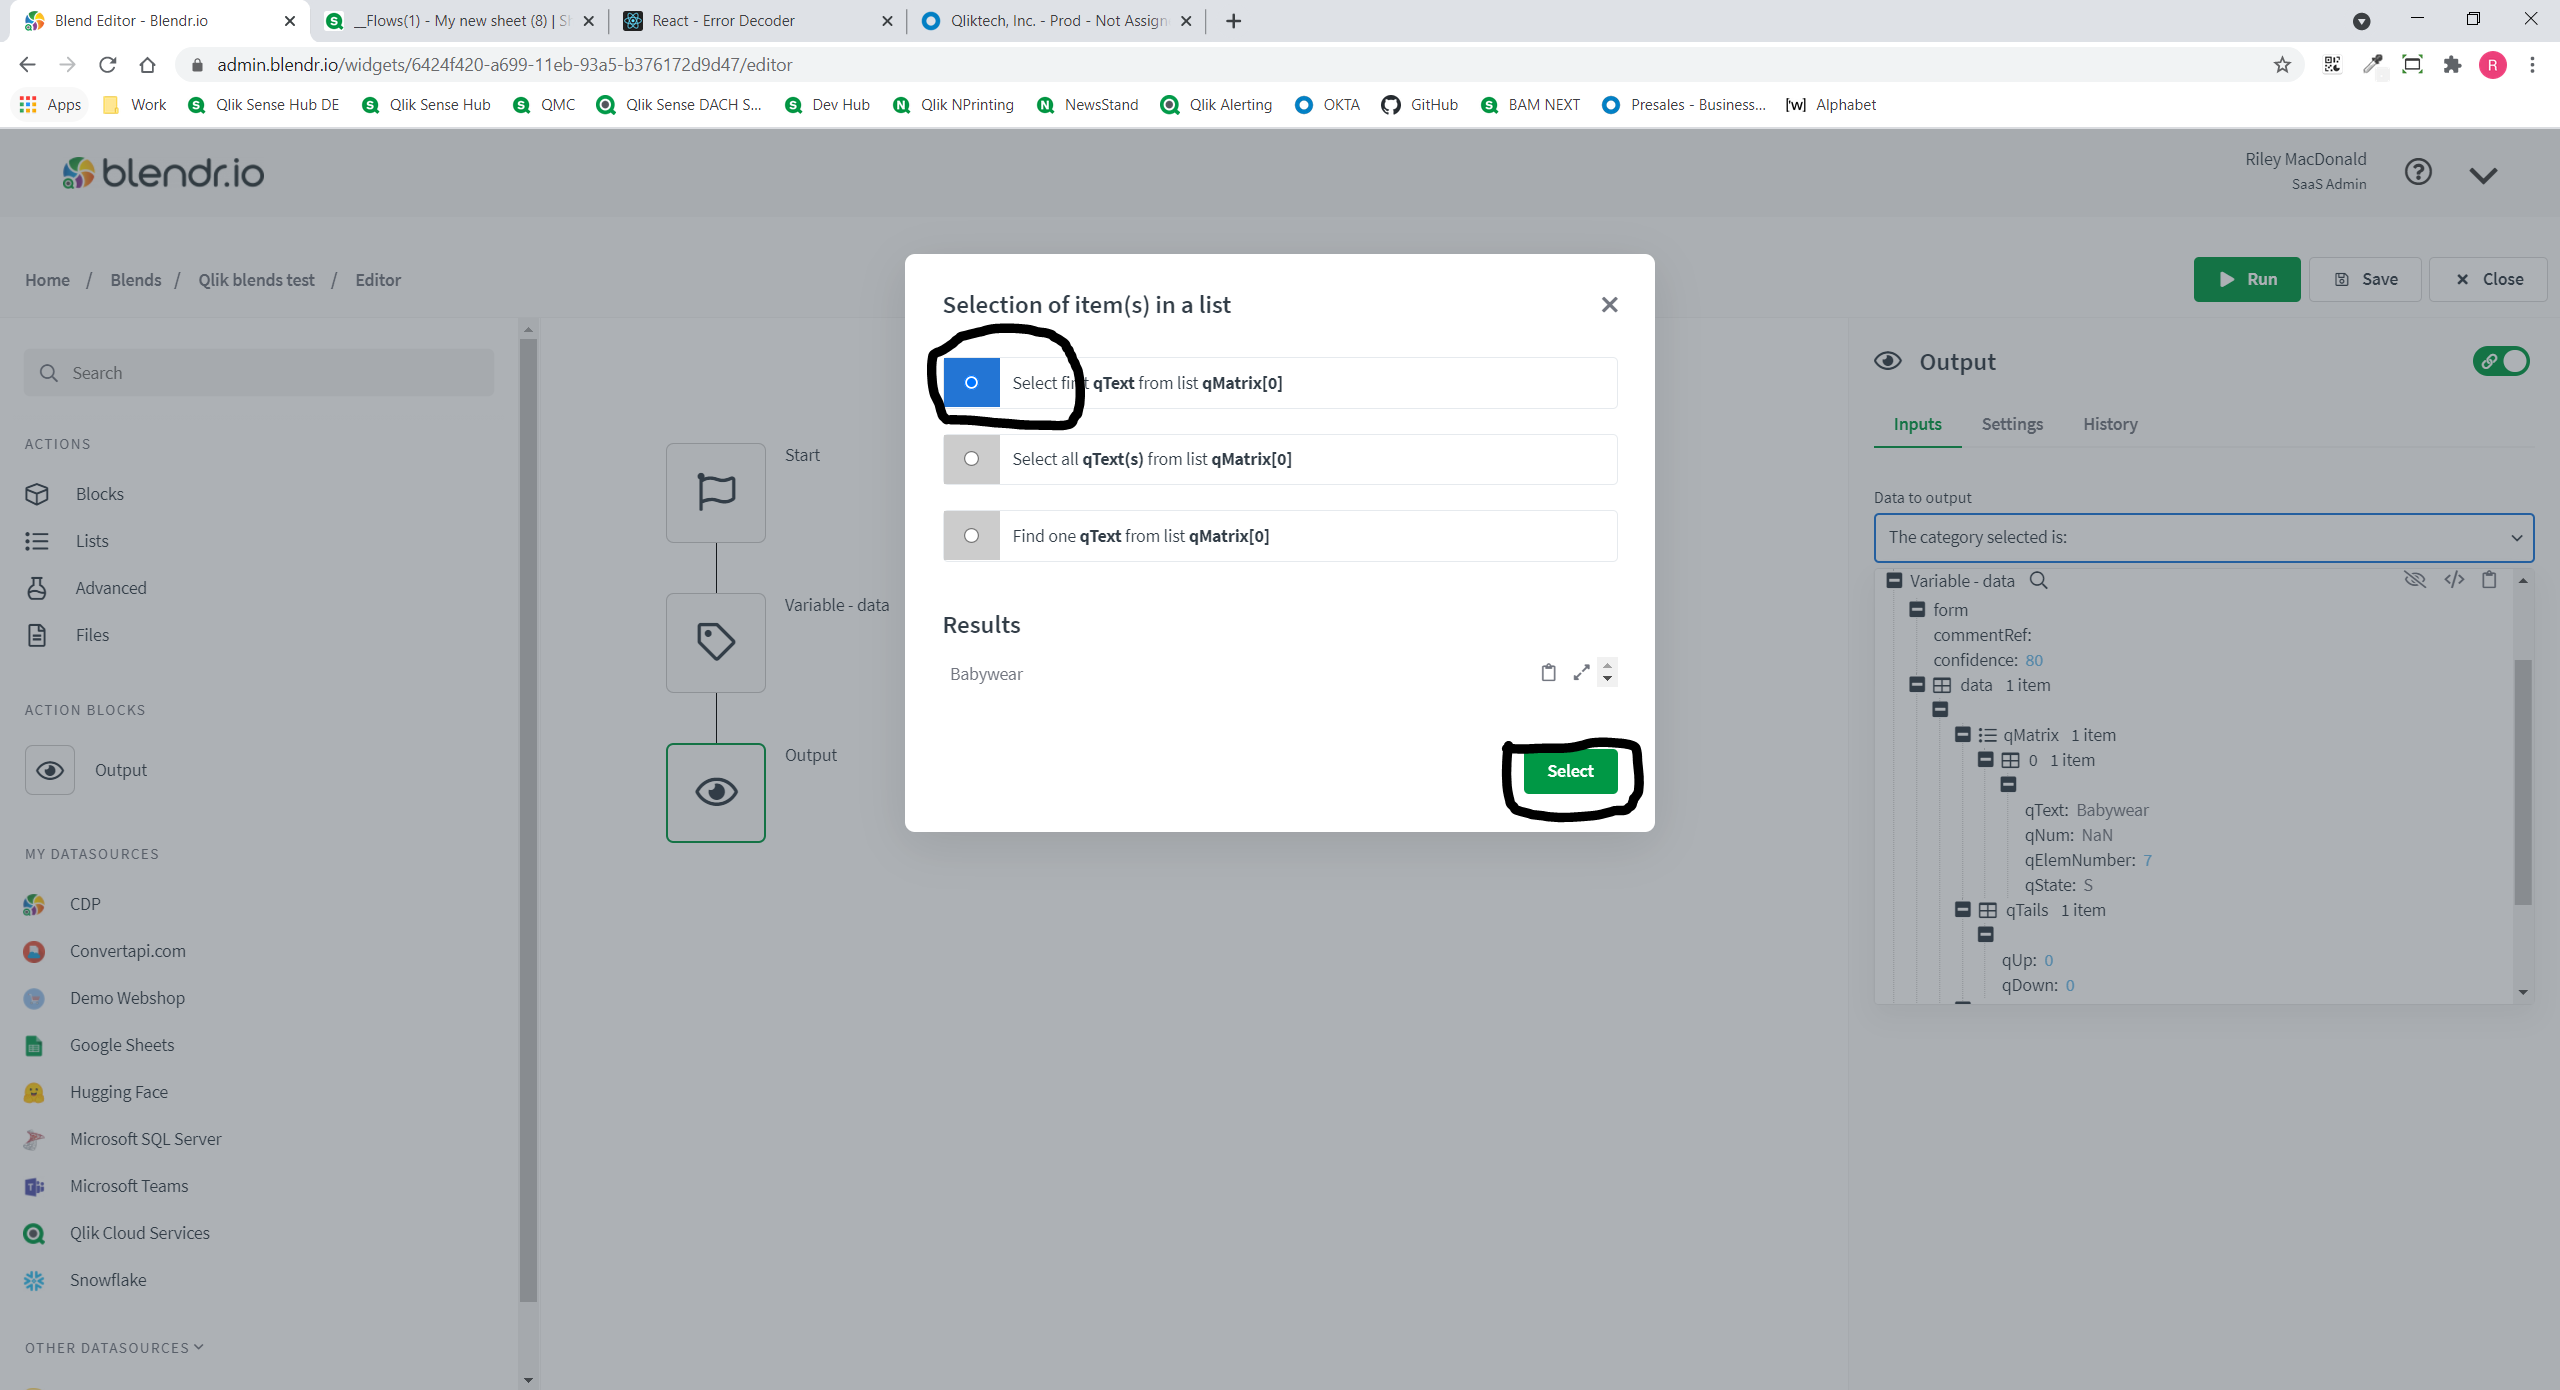 Blend Editor - Blendr.io
__Flows(1) - My new sheet (8) | S
React - Error Decoder
Qliktech, Inc. - Prod - Not Assign
admin.blendr.io/widgets/6424f420-a699-11eb-93a5-b376172d9d47/editor
R
Apps
Work
Qlik Sense Hub DE
Qlik Sense Hub
QMC
Qlik Sense DACH S...
Dev Hub
Qlik NPrinting
NewsStand
Qlik Alerting
OKTA
GitHub
BAM NEXT
Presales - Business...
Alphabet
blendr.io
Riley MacDonald
SaaS Admin
Home / Blends / Qlik blends test / Editor
Run
Save
Close
Search
ACTIONS
Blocks
Lists
Advanced
Files
ACTION BLOCKS
Output
MY DATASOURCES
CDP
Convertapi.com
Demo Webshop
Google Sheets
Hugging Face
Microsoft SQL Server
Microsoft Teams
Qlik Cloud Services
Snowflake
OTHER DATASOURCES
Start
Variable - data
Output
Selection of item(s) in a list
Select first qText from list qMatrix[0]
Select all qText(s) from list qMatrix[0]
Find one qText from list qMatrix[0]
Results
Babywear
Select
Output
Inputs
Settings
History
Data to output
The category selected is:
Variable - data
form
commentRef:
confidence: 80
data 1 item
qMatrix 1 item
0 1 item
qText: Babywear
qNum: NaN
qElemNumber: 7
qState: S
qTails 1 item
qUp: 0
qDown: 0